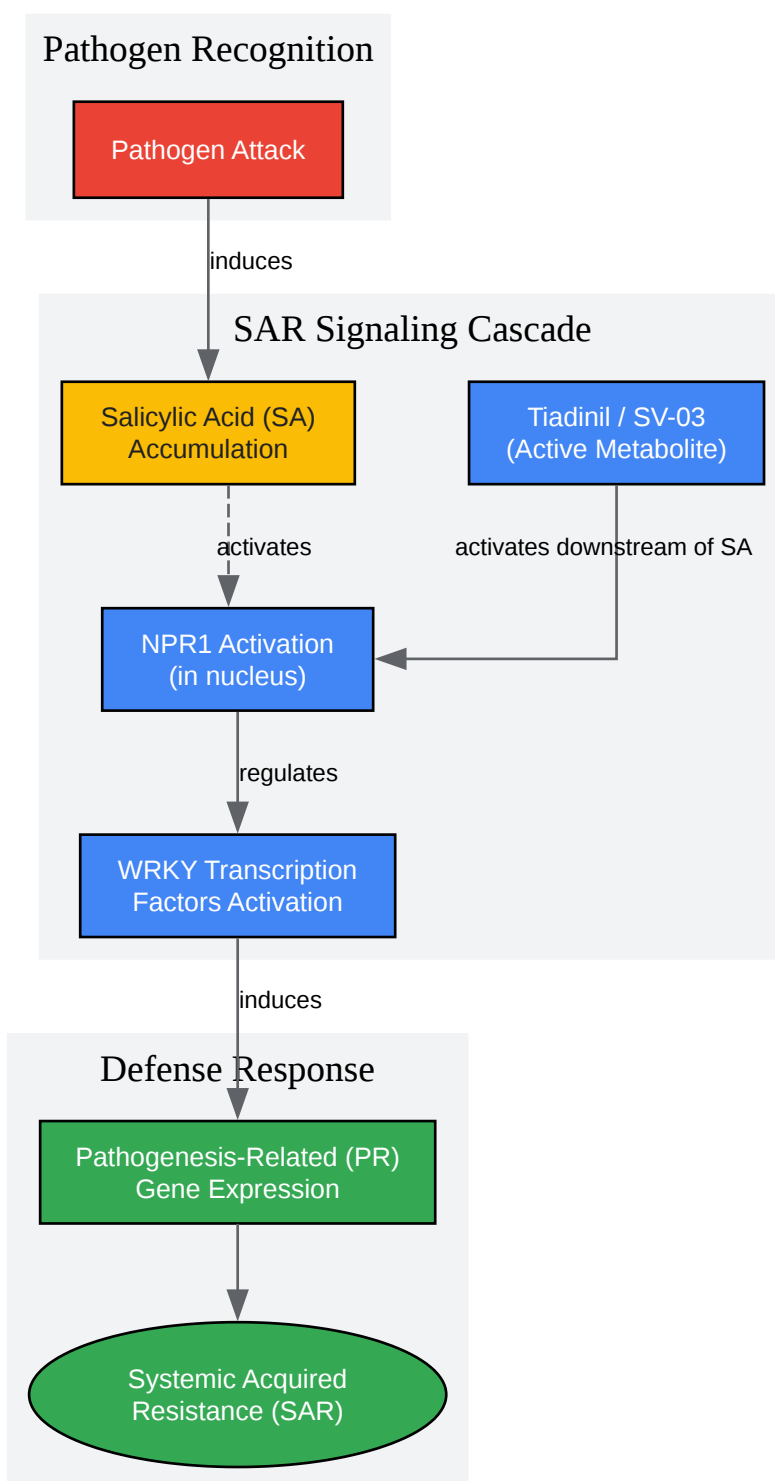 Pathogen Recognition
Pathogen Attack
induces
SAR Signaling Cascade
Salicylic Acid (SA)
Accumulation
Tiadinil / SV-03
(Active Metabolite)
activates
activates downstream of SA
NPR1 Activation
(in nucleus)
regulates
WRKY Transcription
Factors Activation
induces
Defense Response
Pathogenesis-Related (PR)
Gene Expression
Systemic Acquired
Resistance (SAR)